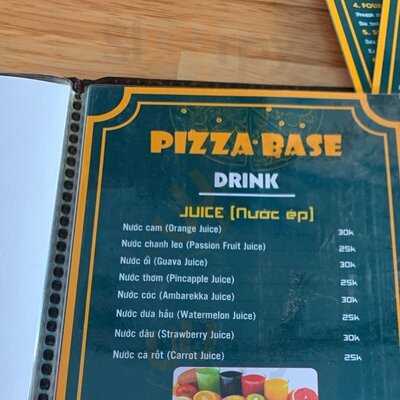 PIZZA BASE
DRINK
JUICE (Nước ép)
Nước cam (Orange Juice) 30k
Nước chanh leo (Passion Fruit Juice) 25k
Nước ổi (Guava Juice) 30k
Nước thơm (Pincapple Juice) 25k
Nước cóc (Ambarekka Juice) 30k
Nước dưa hấu (Watermelon Juice) 25k
Nước dâu (Strawberry Juice) 30k
Nước cà rốt (Carrot Juice) 25k